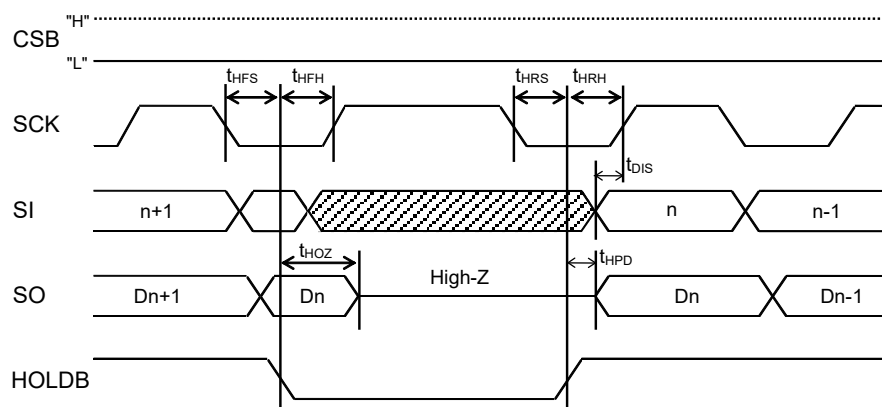 "H"
CSB
"L"
tHFS tHFH tHRS tHRH
SCK
tDIS
SI n+1 n n-1
tHOZ High-Z tHPD
SO Dn+1 Dn Dn Dn-1
HOLDB